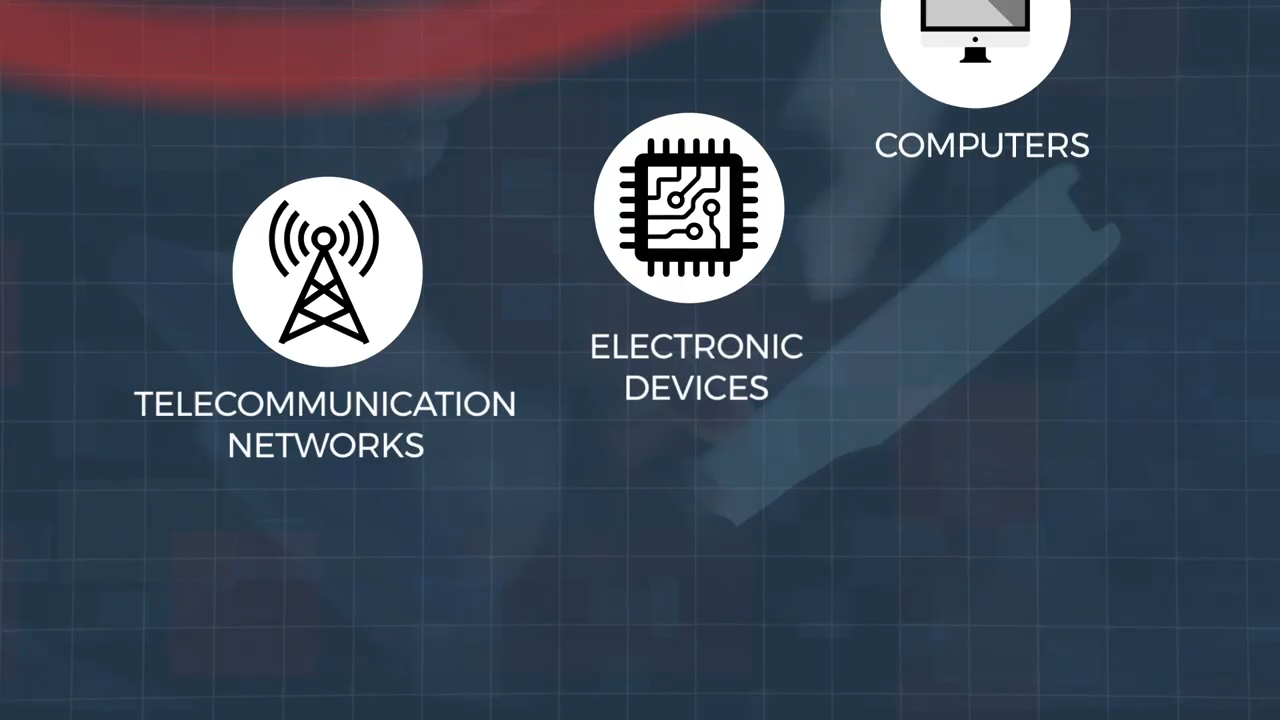 COMPUTERS
ELECTRONIC
DEVICES
TELECOMMUNICATION
NETWORKS